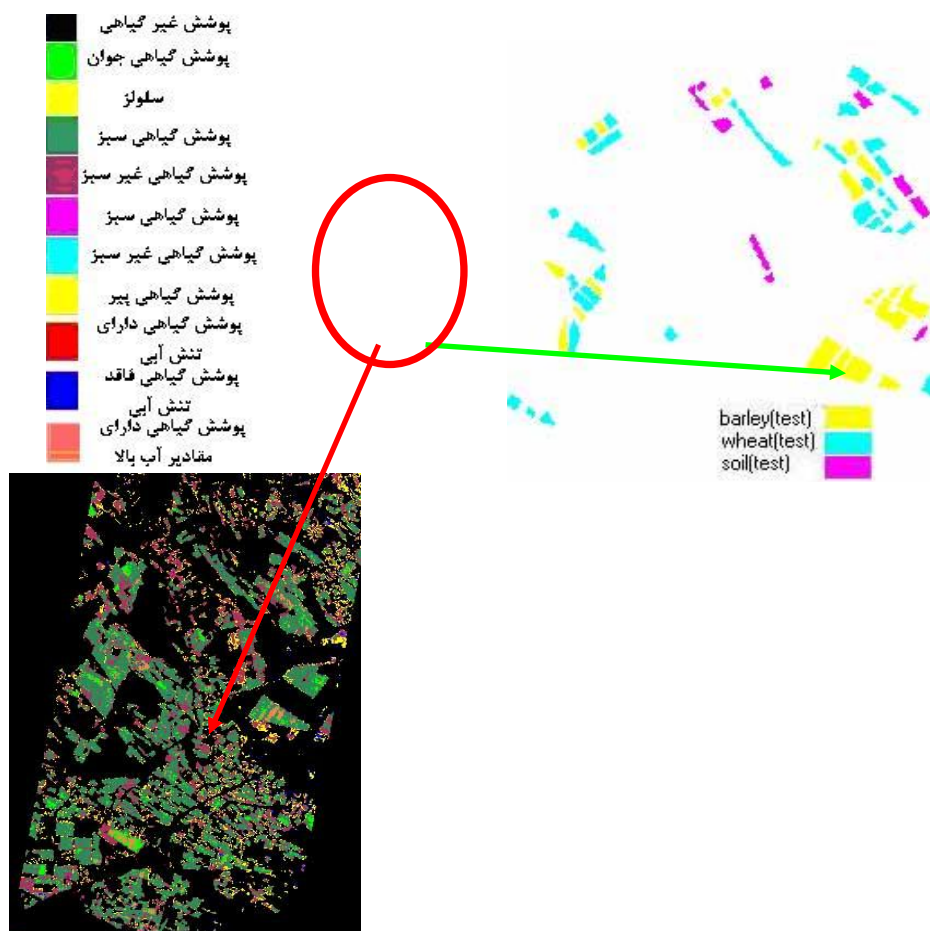 پوشش غیر گیاهی
پوشش گیاهی جوان
سلولز
پوشش گیاهی سبز
پوشش گیاهی غیر سبز
پوشش گیاهی سبز
پوشش گیاهی غیر سبز
پوشش گیاهی پیر
پوشش گیاهی دارای
تنش آبی
پوشش گیاهی فاقد
تنش آبی
پوشش گیاهی دارای
مقادیر آب بالا
barley(test)
wheat(test)
soil(test)